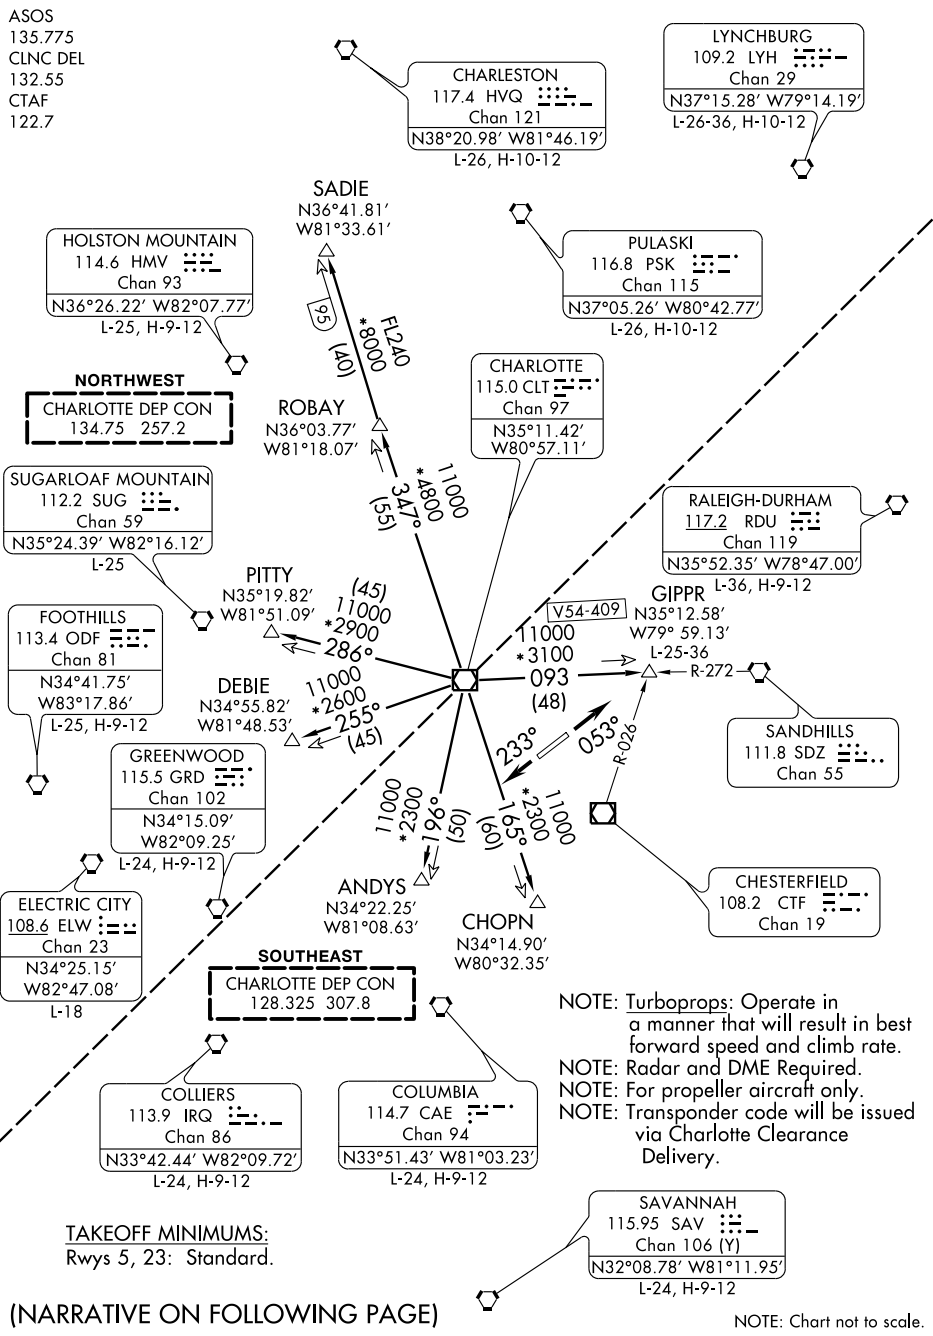 ASOS
135.775
CLNC DEL
132.55
CTAF
122.7
CHARLESTON
117.4 HVQ
Chan 121
N38°20.98' W81°46.19'
L-26, H-10-12
LYNCHBURG
109.2 LYH
Chan 29
N37°15.28' W79°14.19'
L-26-36, H-10-12
SADIE
N36°41.81'
W81°33.61'
HOLSTON MOUNTAIN
114.6 HMV
Chan 93
N36°26.22' W82°07.77'
L-25, H-9-12
PULASKI
116.8 PSK
Chan 115
N37°05.26' W80°42.77'
L-26, H-10-12
95
FL240
*8000
(40)
NORTHWEST
CHARLOTTE DEP CON
134.75 257.2
CHARLOTTE
115.0 CLT
Chan 97
N35°11.42'
W80°57.11'
ROBAY
N36°03.77'
W81°18.07'
11000
*4800
347°
(55)
SUGARLOAF MOUNTAIN
112.2 SUG
Chan 59
N35°24.39' W82°16.12'
L-25
RALEIGH-DURHAM
117.2 RDU
Chan 119
N35°52.35' W78°47.00'
L-36, H-9-12
PITTY
N35°19.82'
W81°51.09'
(45)
11000
*2900
286°
GIPPR
N35°12.58'
W79° 59.13'
L-25-36
V54-409
11000
*3100
093
(48)
R-272
FOOTHILLS
113.4 ODF
Chan 81
N34°41.75'
W83°17.86'
L-25, H-9-12
DEBIE
N34°55.82'
W81°48.53'
11000
*2600
255°
(45)
SANDHILLS
111.8 SDZ
Chan 55
233°
053°
R-026
GREENWOOD
115.5 GRD
Chan 102
N34°15.09'
W82°09.25'
L-24, H-9-12
11000
*2300
196°
(50)
11000
*2300
165°
(60)
ANDYS
N34°22.25'
W81°08.63'
CHOPN
N34°14.90'
W80°32.35'
CHESTERFIELD
108.2 CTF
Chan 19
ELECTRIC CITY
108.6 ELW
Chan 23
N34°25.15'
W82°47.08'
L-18
SOUTHEAST
CHARLOTTE DEP CON
128.325 307.8
NOTE: Turboprops: Operate in
a manner that will result in best
forward speed and climb rate.
NOTE: Radar and DME Required.
NOTE: For propeller aircraft only.
NOTE: Transponder code will be issued
via Charlotte Clearance
Delivery.
COLLIERS
113.9 IRQ
Chan 86
N33°42.44' W82°09.72'
L-24, H-9-12
COLUMBIA
114.7 CAE
Chan 94
N33°51.43' W81°03.23'
L-24, H-9-12
SAVANNAH
115.95 SAV
Chan 106 (Y)
N32°08.78' W81°11.95'
L-24, H-9-12
TAKEOFF MINIMUMS:
Rwys 5, 23: Standard.
(NARRATIVE ON FOLLOWING PAGE)
NOTE: Chart not to scale.